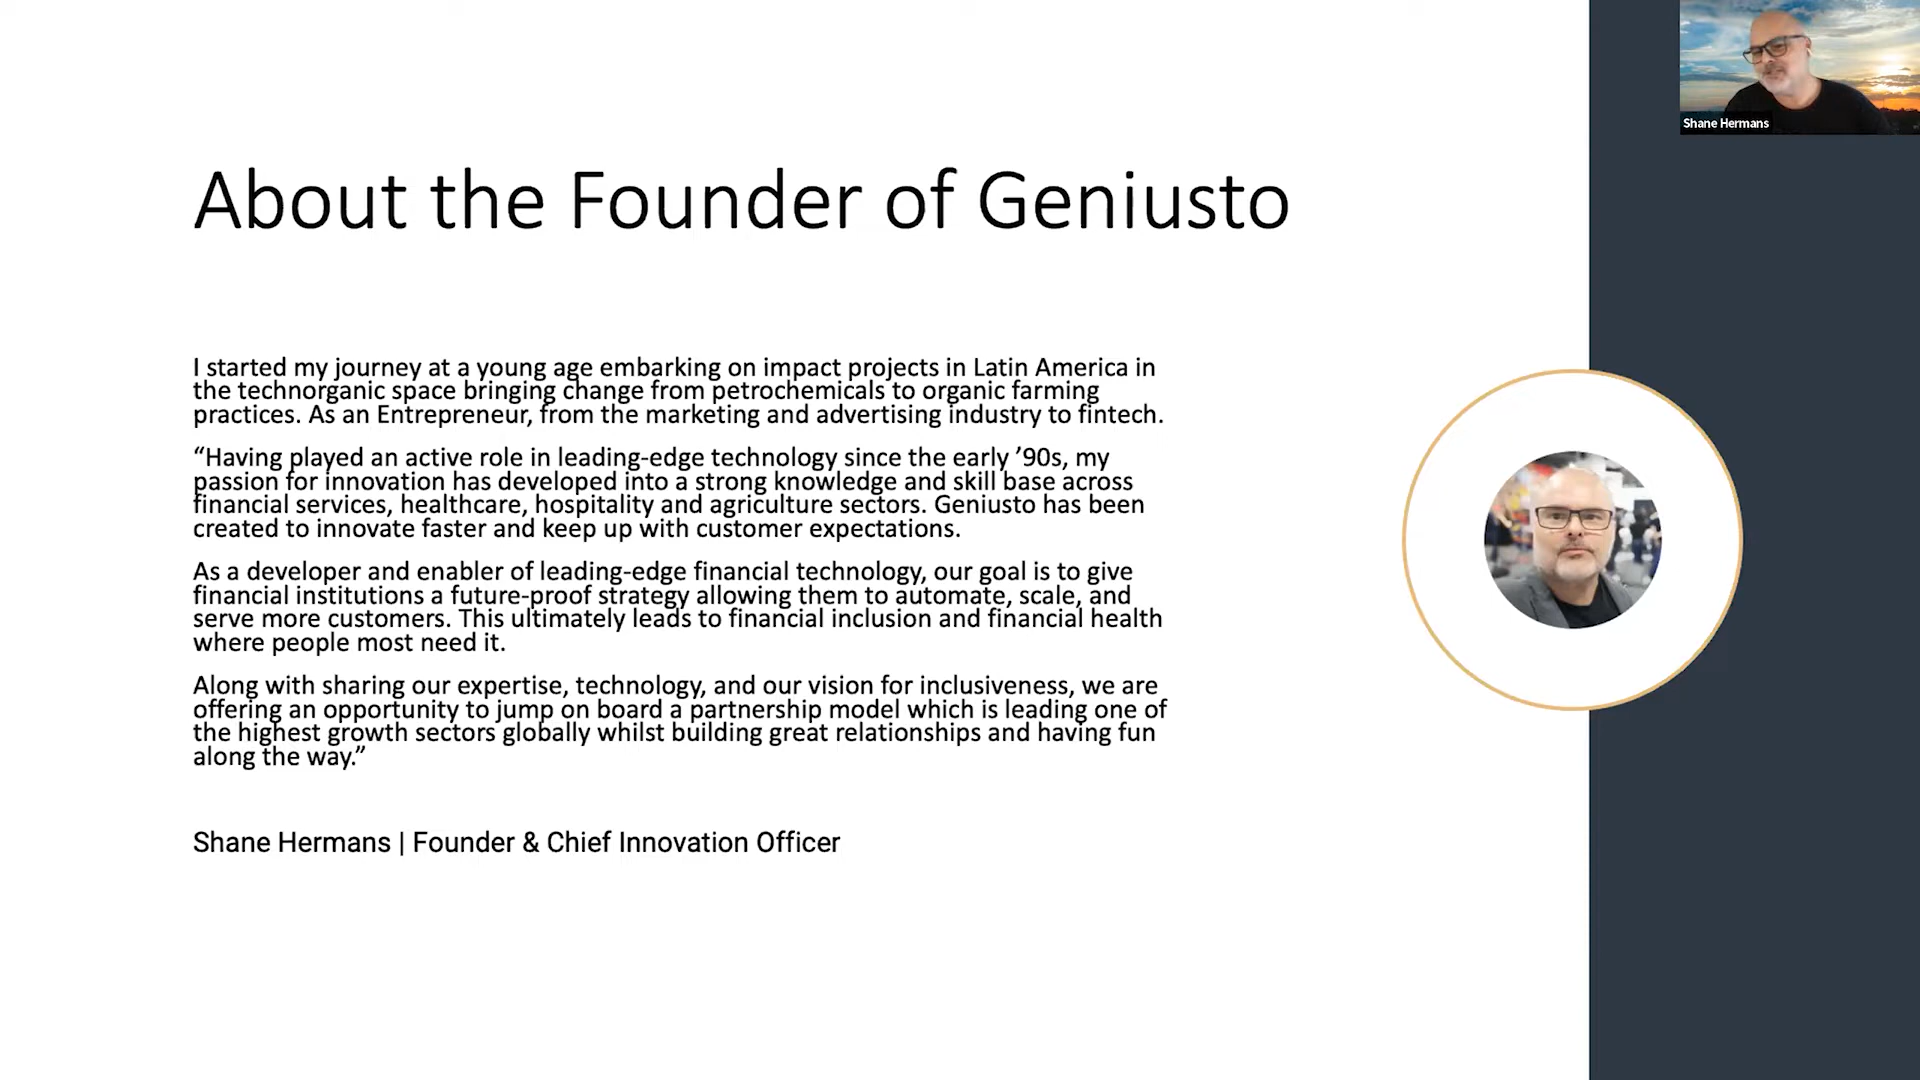 Shane Hermans
About the Founder of Geniusto
I started my journey at a young age embarking on impact projects in Latin America in
the technorganic space bringing change from petrochemicals to organic farming
practices. As an Entrepreneur, from the marketing and advertising industry to fintech.
“Having played an active role in leading-edge technology since the early ’90s, my
passion for innovation has developed into a strong knowledge and skill base across
financial services, healthcare, hospitality and agriculture sectors. Geniusto has been
created to innovate faster and keep up with customer expectations.
As a developer and enabler of leading-edge financial technology, our goal is to give
financial institutions a future-proof strategy allowing them to automate, scale, and
serve more customers. This ultimately leads to financial inclusion and financial health
where people most need it.
Along with sharing our expertise, technology, and our vision for inclusiveness, we are
offering an opportunity to jump on board a partnership model which is leading one of
the highest growth sectors globally whilst building great relationships and having fun
along the way.”
Shane Hermans | Founder & Chief Innovation Officer